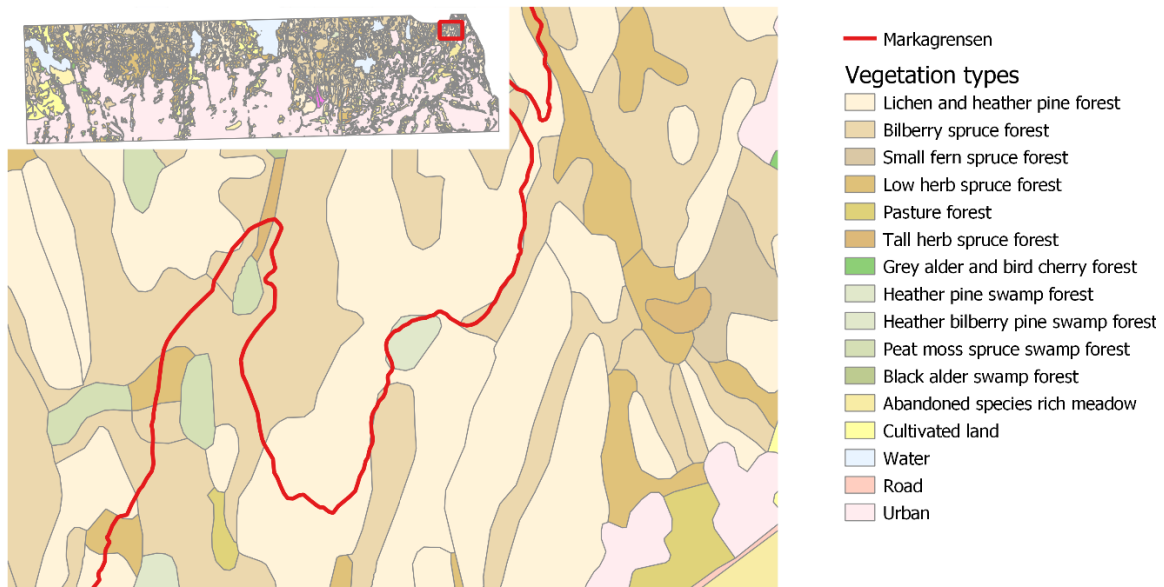 Markagrensen
Vegetation types
Lichen and heather pine forest
Bilberry spruce forest
Small fern spruce forest
Low herb spruce forest
Pasture forest
Tall herb spruce forest
Grey alder and bird cherry forest
Heather pine swamp forest
Heather bilberry pine swamp forest
Peat moss spruce swamp forest
Black alder swamp forest
Abandoned species rich meadow
Cultivated land
Water
Road
Urban